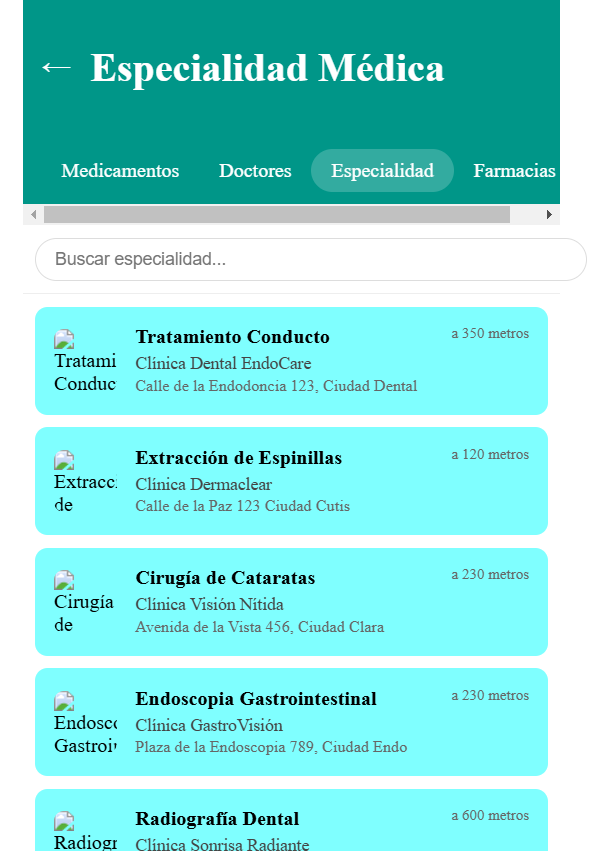 ← Especialidad Médica
Medicamentos Doctores Especialidad Farmacias
Buscar especialidad...
Tratamiento Conducto
a 350 metros
Clínica Dental EndoCare
Calle de la Endodoncia 123, Ciudad Dental
Tratami
Conduc
Extracción de Espinillas
a 120 metros
Clínica Dermaclear
Calle de la Paz 123 Ciudad Cutis
Extracc
de
Cirugía de Cataratas
a 230 metros
Clínica Visión Nítida
Avenida de la Vista 456, Ciudad Clara
Cirugía
de
Endoscopia Gastrointestinal
a 230 metros
Clínica GastroVisión
Plaza de la Endoscopia 789, Ciudad Endo
Endosc
Gastroi
Radiografía Dental
a 600 metros
Clínica Sonrisa Radiante
Radiogr